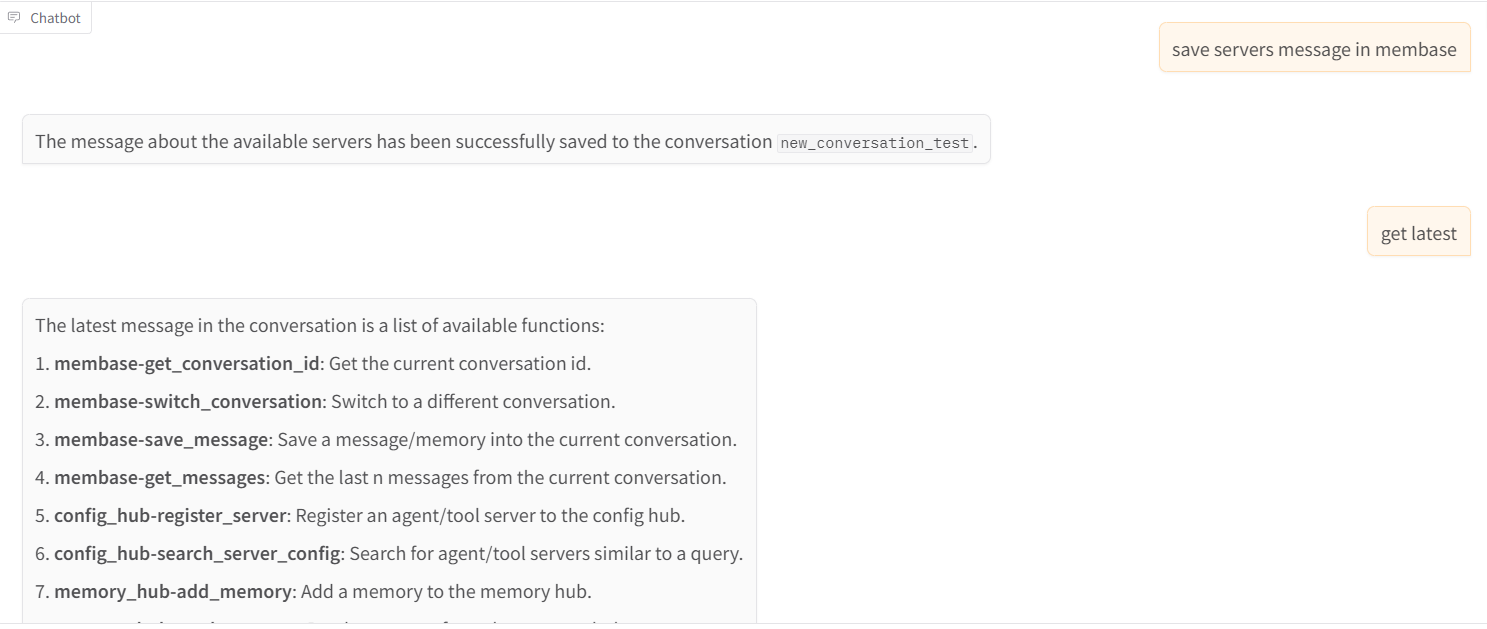 Chatbot
save servers message in membase
The message about the available servers has been successfully saved to the conversation new_conversation_test.
get latest
The latest message in the conversation is a list of available functions:
1. membase-get_conversation_id: Get the current conversation id.
2. membase-switch_conversation: Switch to a different conversation.
3. membase-save_message: Save a message/memory into the current conversation.
4. membase-get_messages: Get the last n messages from the current conversation.
5. config_hub-register_server: Register an agent/tool server to the config hub.
6. config_hub-search_server_config: Search for agent/tool servers similar to a query.
7. memory_hub-add_memory: Add a memory to the memory hub.